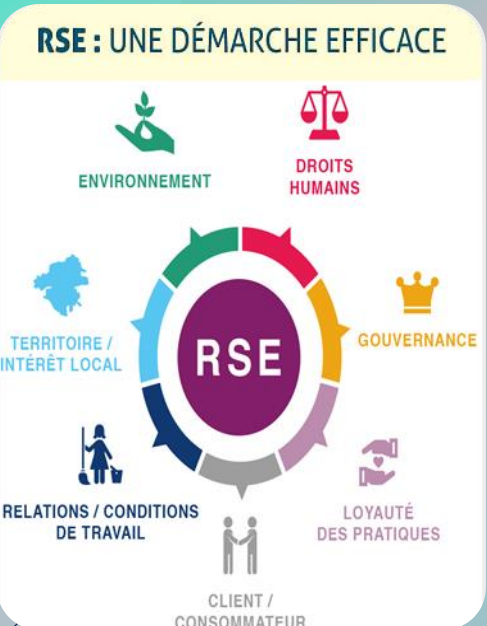 RSE : UNE DÉMARCHE EFFICACE
ENVIRONNEMENT
DROITS
HUMAINS
TERRITOIRE /
INTÉRÊT LOCAL
RSE
GOUVERNANCE
RELATIONS / CONDITIONS
DE TRAVAIL
LOYAUTÉ
DES PRATIQUES
CLIENT /
CONSOMMATEUR